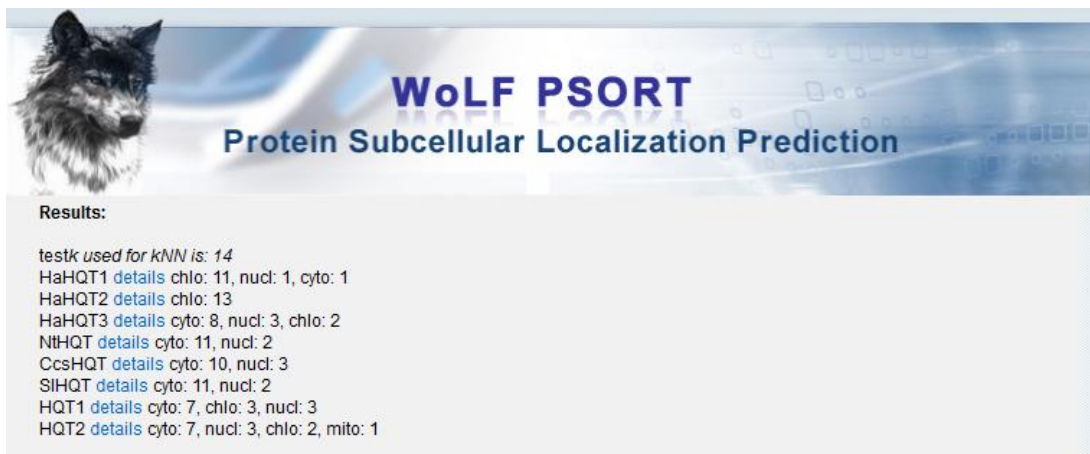 WoLF PSORT
Protein Subcellular Localization Prediction
Results:
testk used for kNN is: 14
HaHQT1 details chlo: 11, nucl: 1, cyto: 1
HaHQT2 details chlo: 13
HaHQT3 details cyto: 8, nucl: 3, chlo: 2
NtHQT details cyto: 11, nucl: 2
CcsHQT details cyto: 10, nucl: 3
SlHQT details cyto: 11, nucl: 2
HQT1 details cyto: 7, chlo: 3, nucl: 3
HQT2 details cyto: 7, nucl: 3, chlo: 2, mito: 1